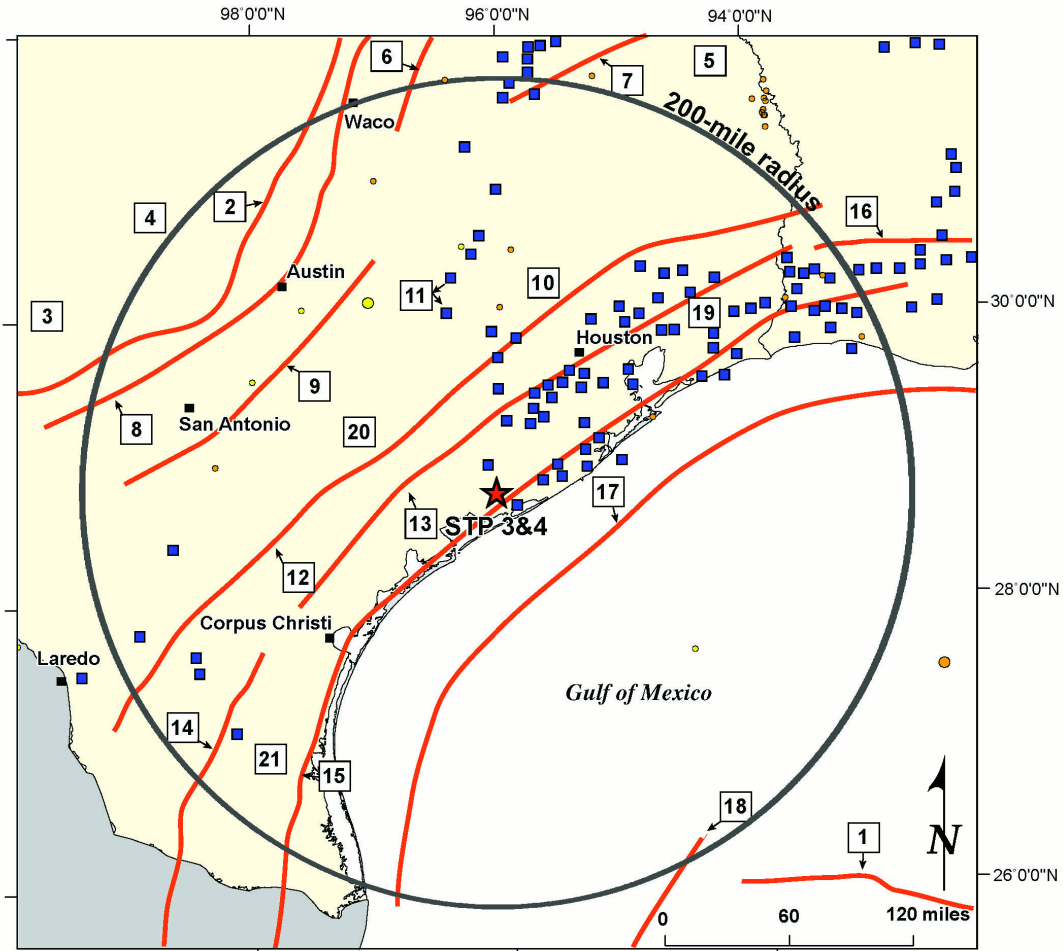 98°0'0"N
96°0'0"N
94°0'0"N
6
7
5
Waco
200-mile radius
4
2
16
Austin
10
11
3
30°0'0"N
19
Houston
9
8
San Antonio
20
17
13
STP 3&4
12
28°0'0"N
Corpus Christi
Laredo
Gulf of Mexico
14
21
15
18
1
N
26°0'0"N
0
60
120 miles